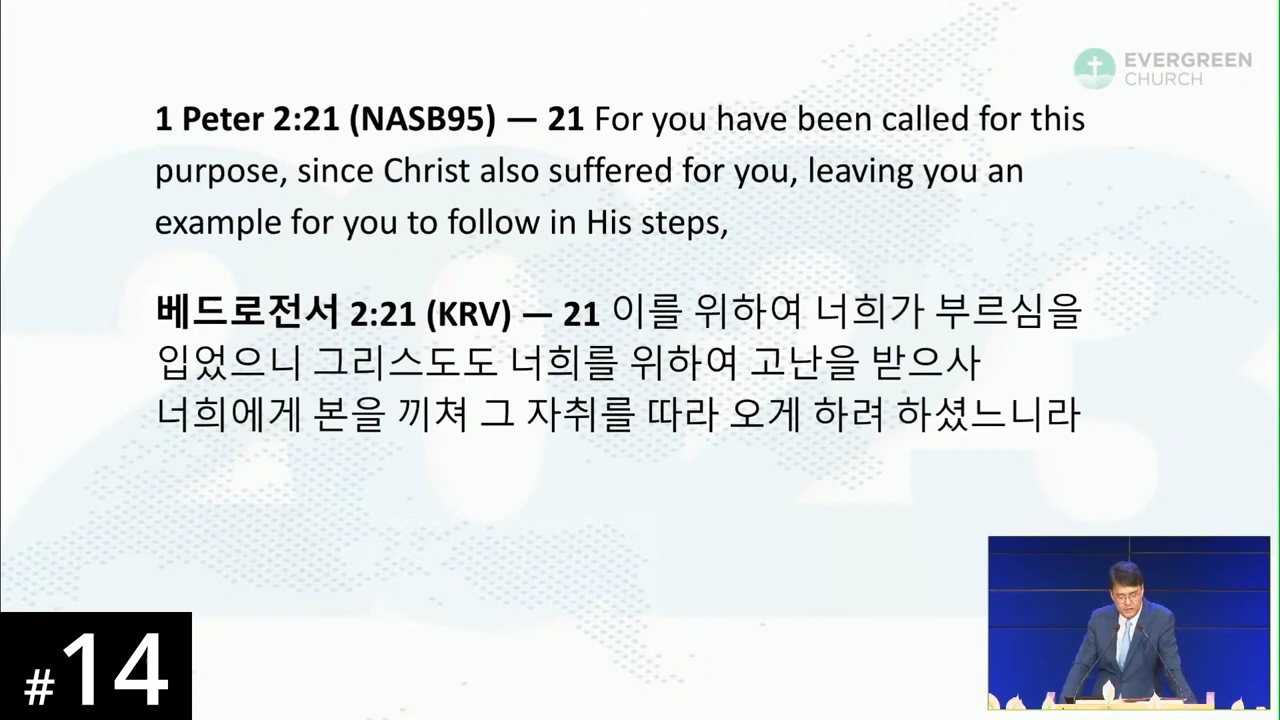 EVERGREEN
CHURCH
1 Peter 2:21 (NASB95) — 21 For you have been called for this
purpose, since Christ also suffered for you, leaving you an
example for you to follow in His steps,
베드로전서 2:21 (KRV) — 21 이를 위하여 너희가 부르심을
입었으니 그리스도도 너희를 위하여 고난을 받으사
너희에게 본을 끼쳐 그 자취를 따라 오게 하려 하셨느니라
#14